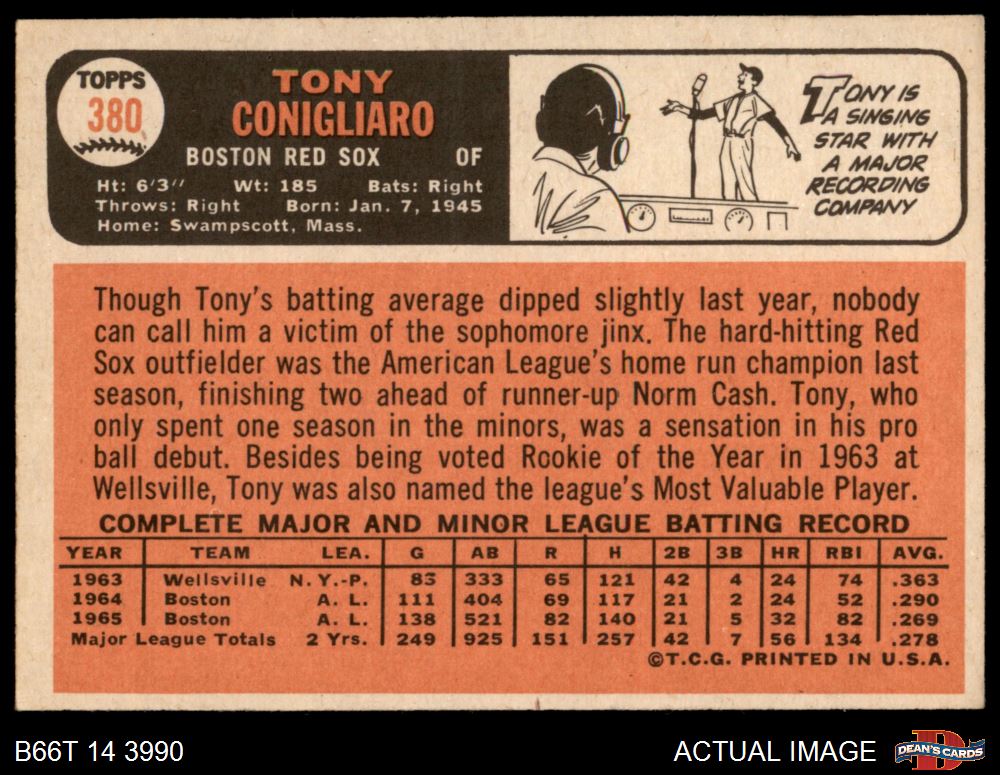 TOPPS
380
TONY
CONIGLIARO
BOSTON RED SOX OF
Ht: 6'3" Wt: 185 Bats: Right
Throws: Right Born: Jan. 7, 1945
Home: Swampscott, Mass.
TONY IS
A SINGING
STAR WITH
A MAJOR
RECORDING
COMPANY
Though Tony's batting average dipped slightly last year, nobody
can call him a victim of the sophomore jinx. The hard-hitting Red
Sox outfielder was the American League's home run champion last
season, finishing two ahead of runner-up Norm Cash. Tony, who
only spent one season in the minors, was a sensation in his pro
ball debut. Besides being voted Rookie of the Year in 1963 at
Wellsville, Tony was also named the league's Most Valuable Player.
COMPLETE MAJOR AND MINOR LEAGUE BATTING RECORD
YEAR TEAM LEA. G AB R H 2B 3B HR RBI AVG.
1963 Wellsville N.Y.-P. 83 333 65 121 42 4 24 74 .363
1964 Boston A. L. 111 404 69 117 21 2 24 52 .290
1965 Boston A. L. 138 521 82 140 21 5 32 82 .269
Major League Totals 2 Yrs. 249 925 151 257 42 7 56 134 .278
©T.C.G. PRINTED IN U.S.A.
B66T 14 3990
ACTUAL IMAGE
D
DEAN'S CARDS